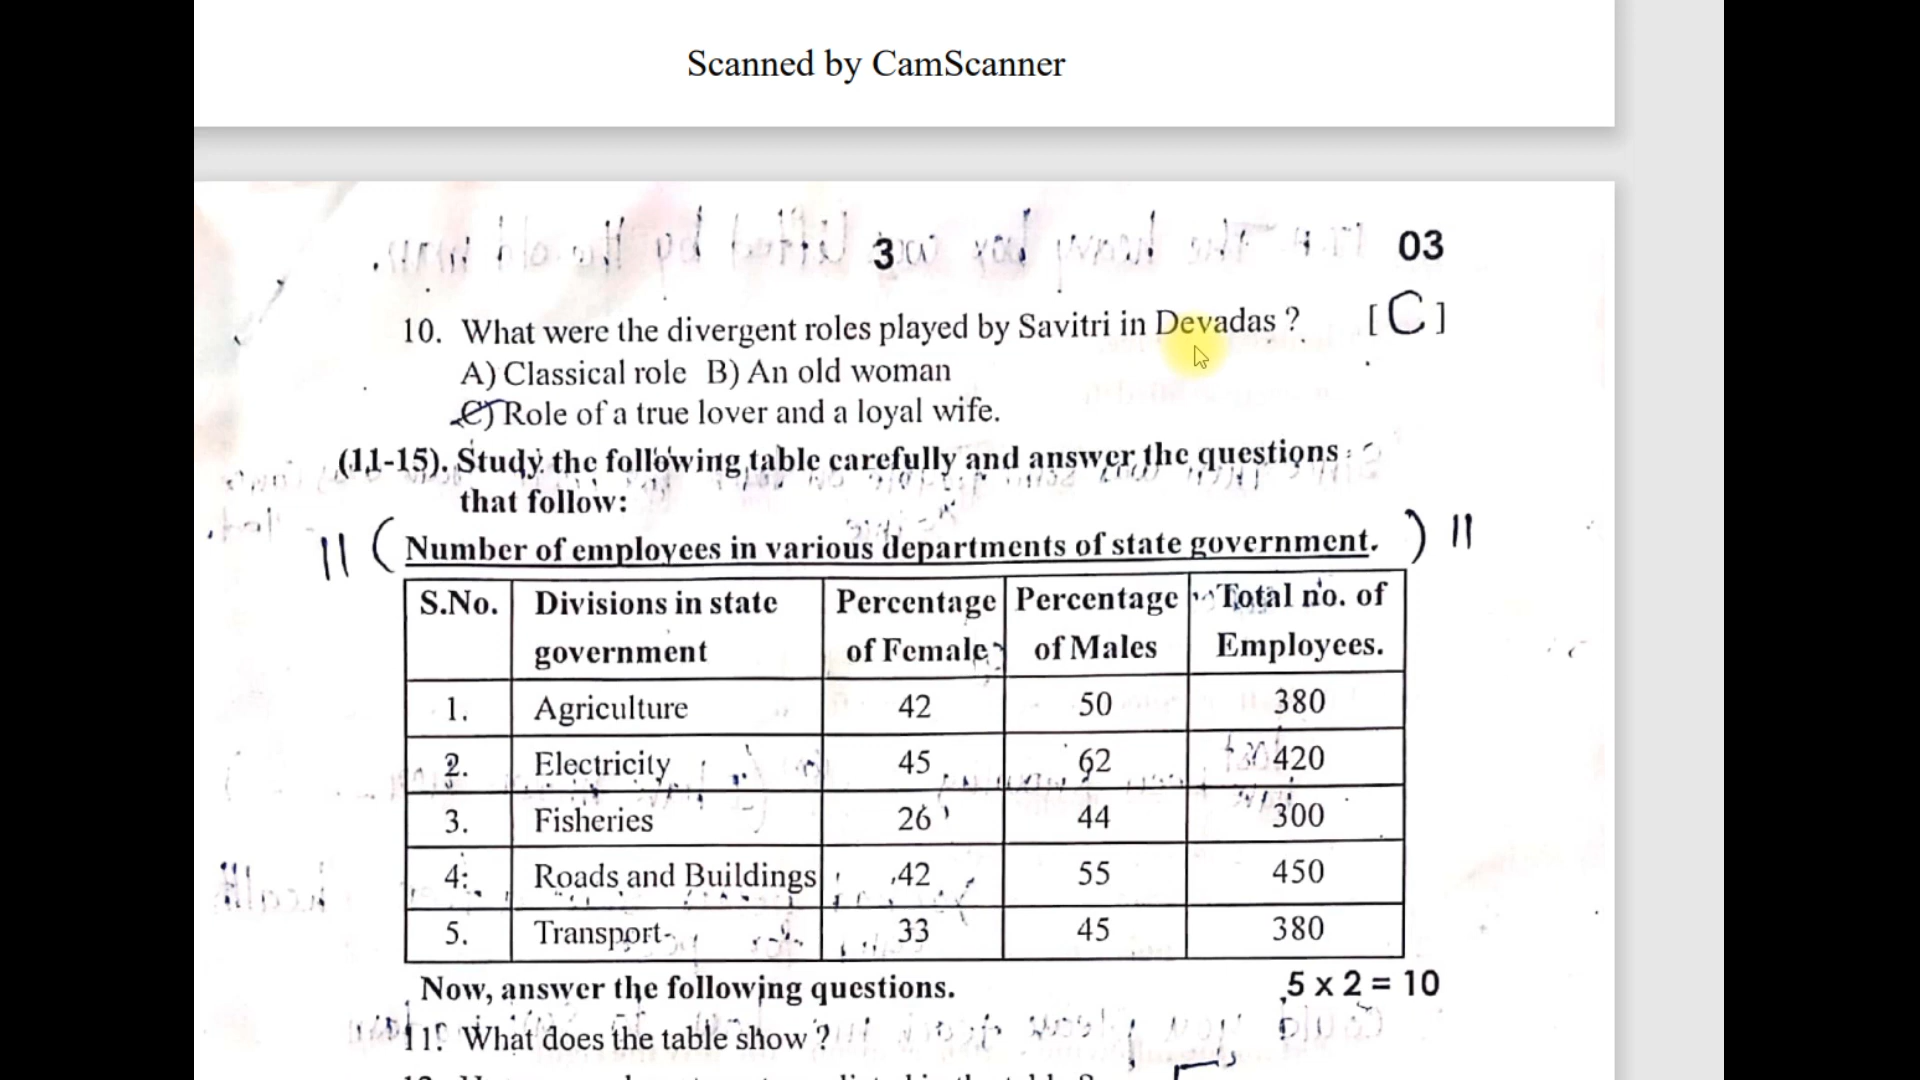 Scanned by CamScanner
3
03
10. What were the divergent roles played by Savitri in Devadas ? [ C ]
A) Classical role B) An old woman
C) Role of a true lover and a loyal wife.
(11-15). Study the following table carefully and answer the questions
that follow:
11 ( Number of employees in various departments of state government. ) 11
S.No. Divisions in state government Percentage of Female Percentage of Males Total no. of Employees.
1. Agriculture 42 50 380
2. Electricity 45 62 420
3. Fisheries 26 44 300
4. Roads and Buildings 42 55 450
5. Transport 33 45 380
Now, answer the following questions. 5 x 2 = 10
11. What does the table show ?